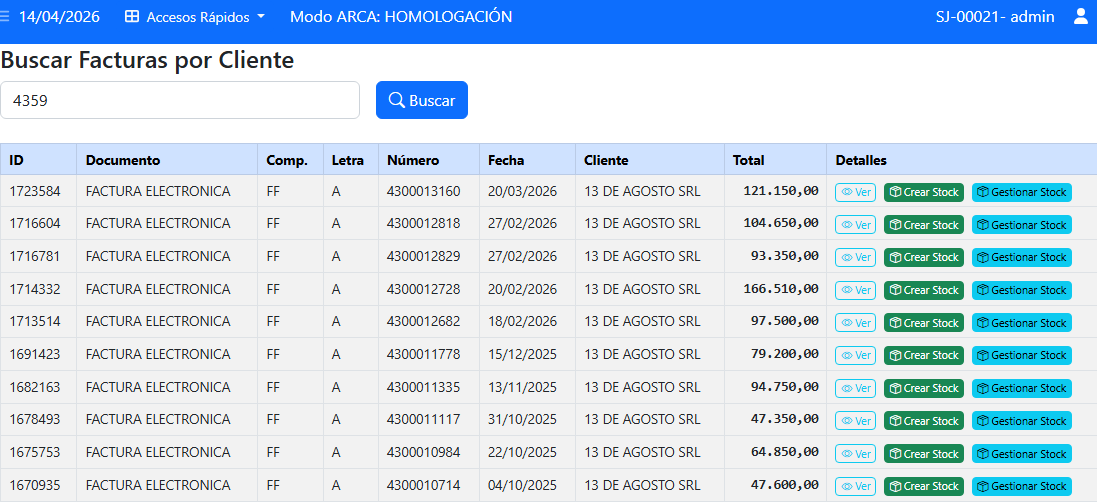 14/04/2026 Accesos Rápidos Modo ARCA: HOMOLOGACIÓN SJ-00021- admin
Buscar Facturas por Cliente
4359 Buscar
ID Documento Comp. Letra Número Fecha Cliente Total Detalles
1723584 FACTURA ELECTRONICA FF A 4300013160 20/03/2026 13 DE AGOSTO SRL 121.150,00 Ver Crear Stock Gestionar Stock
1716604 FACTURA ELECTRONICA FF A 4300012818 27/02/2026 13 DE AGOSTO SRL 104.650,00 Ver Crear Stock Gestionar Stock
1716781 FACTURA ELECTRONICA FF A 4300012829 27/02/2026 13 DE AGOSTO SRL 93.350,00 Ver Crear Stock Gestionar Stock
1714332 FACTURA ELECTRONICA FF A 4300012728 20/02/2026 13 DE AGOSTO SRL 166.510,00 Ver Crear Stock Gestionar Stock
1713514 FACTURA ELECTRONICA FF A 4300012682 18/02/2026 13 DE AGOSTO SRL 97.500,00 Ver Crear Stock Gestionar Stock
1691423 FACTURA ELECTRONICA FF A 4300011778 15/12/2025 13 DE AGOSTO SRL 79.200,00 Ver Crear Stock Gestionar Stock
1682163 FACTURA ELECTRONICA FF A 4300011335 13/11/2025 13 DE AGOSTO SRL 94.750,00 Ver Crear Stock Gestionar Stock
1678493 FACTURA ELECTRONICA FF A 4300011117 31/10/2025 13 DE AGOSTO SRL 47.350,00 Ver Crear Stock Gestionar Stock
1675753 FACTURA ELECTRONICA FF A 4300010984 22/10/2025 13 DE AGOSTO SRL 64.850,00 Ver Crear Stock Gestionar Stock
1670935 FACTURA ELECTRONICA FF A 4300010714 04/10/2025 13 DE AGOSTO SRL 47.600,00 Ver Crear Stock Gestionar Stock